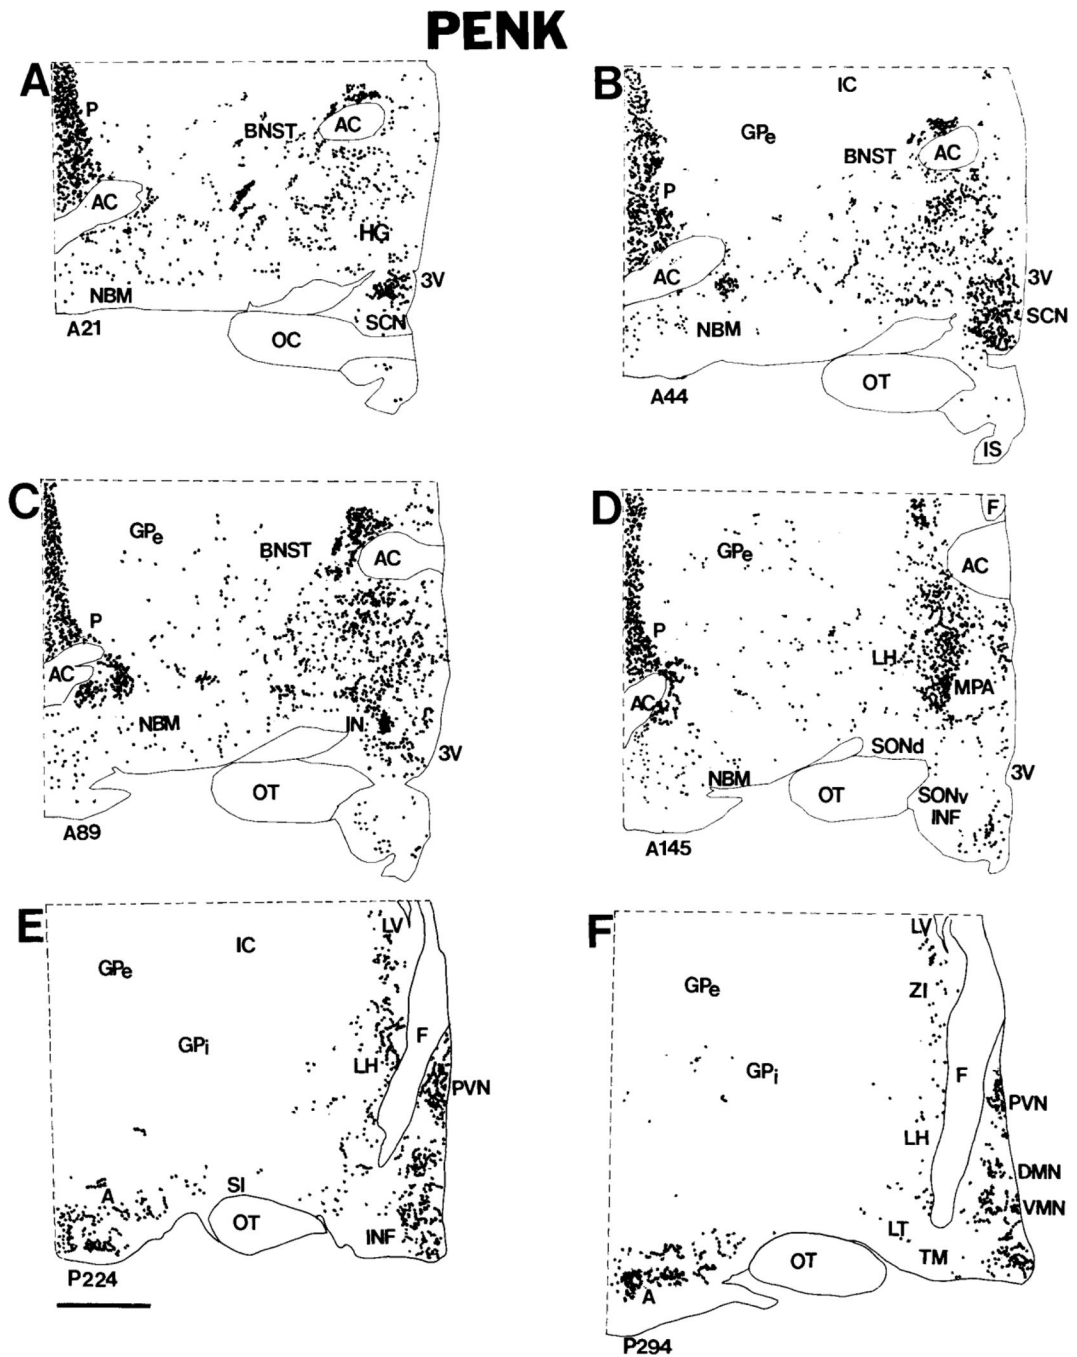 PENK
A
P
BNST
AC
AC
HG
3V
NBM
SCN
A21
OC
B
IC
GPe
BNST
AC
P
AC
3V
SCN
NBM
OT
A44
IS
C
GPe
BNST
AC
P
AC
NBM
IN
3V
OT
A89
D
F
GPe
AC
P
LH
MPA
AC
SONd
NBM
3V
OT
SONv
INF
A145
E
LV
IC
GPe
F
GPi
LH
PVN
A
SI
OT
INF
P224
F
LV
GPe
ZI
GPi
F
PVN
LH
DMN
VMN
LT
TM
OT
A
P294